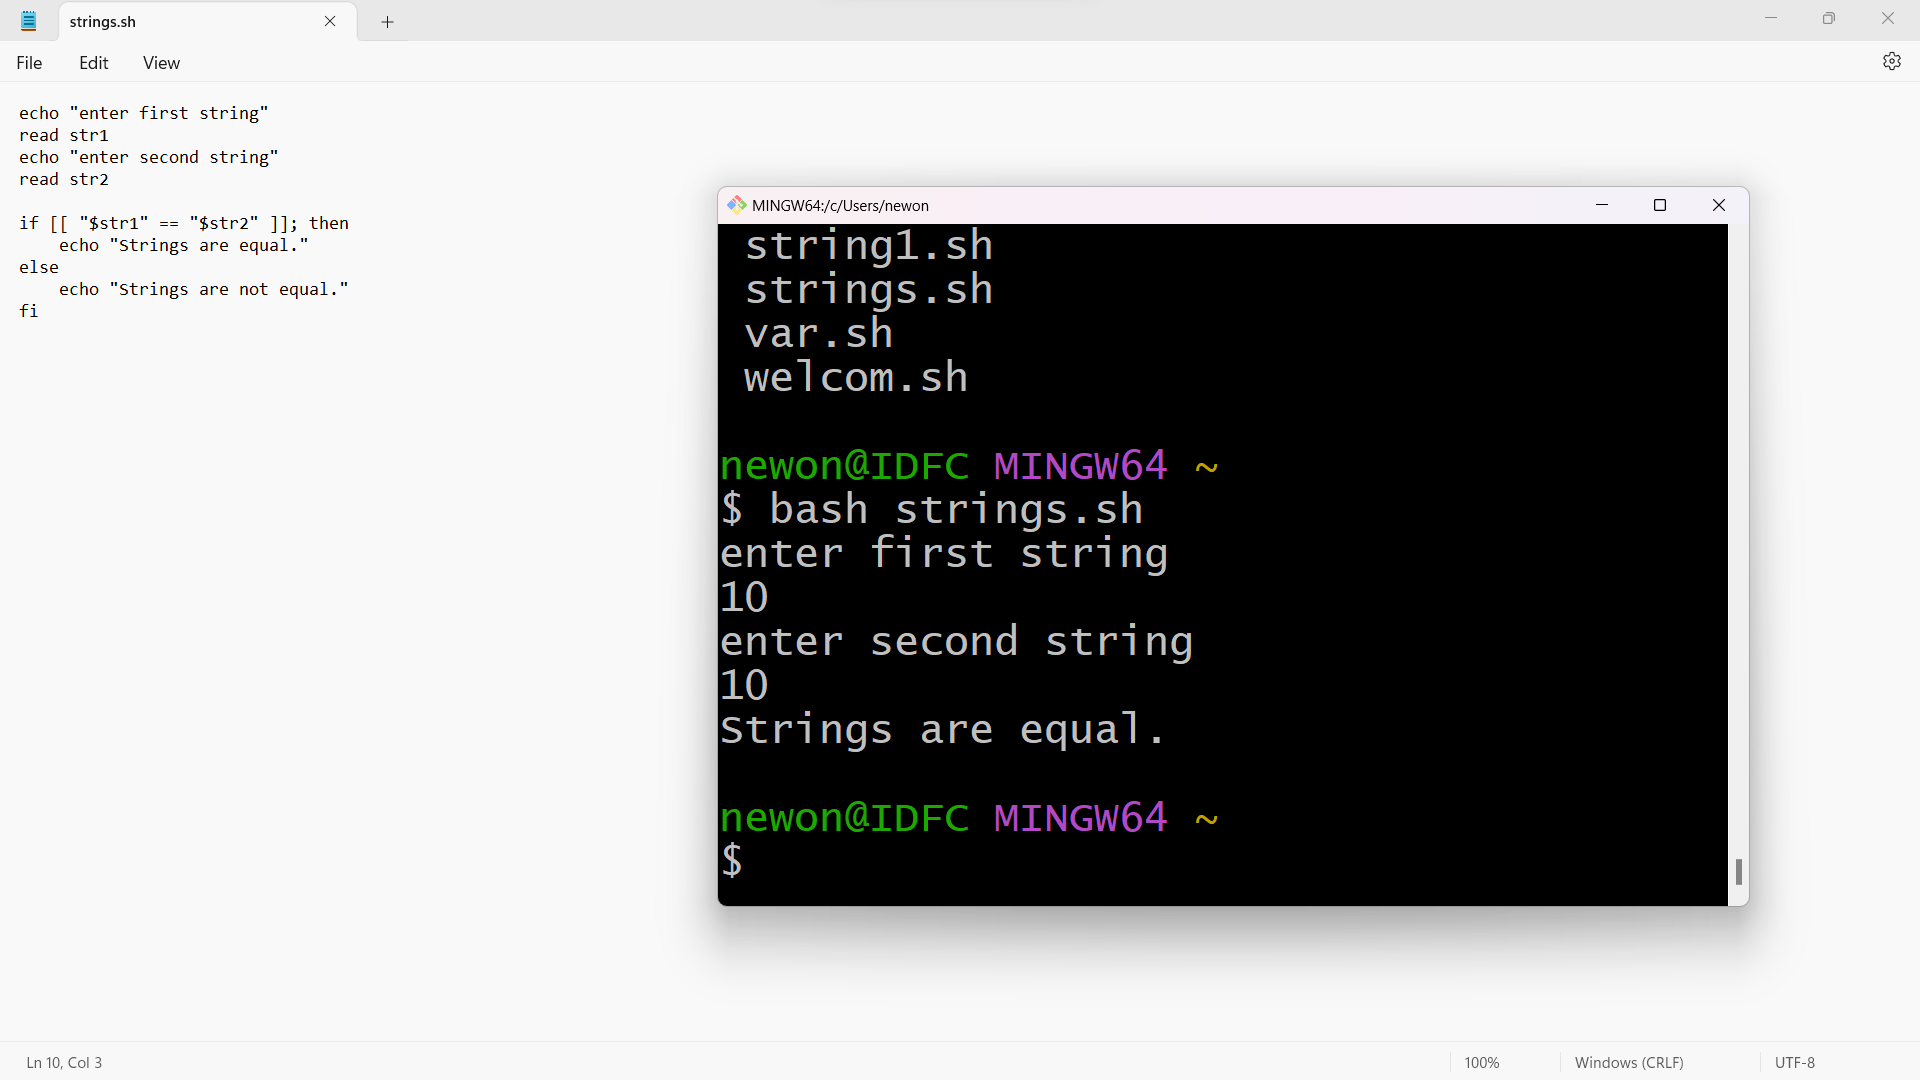 strings.sh
File Edit View
echo "enter first string"
read str1
echo "enter second string"
read str2
if [[ "$str1" == "$str2" ]]; then
    echo "Strings are equal."
else
    echo "Strings are not equal."
fi
MINGW64:/c/Users/newon
string1.sh
strings.sh
var.sh
welcom.sh
newon@IDFC MINGW64 ~
$ bash strings.sh
enter first string
10
enter second string
10
Strings are equal.
newon@IDFC MINGW64 ~
$
Ln 10, Col 3 100% Windows (CRLF) UTF-8